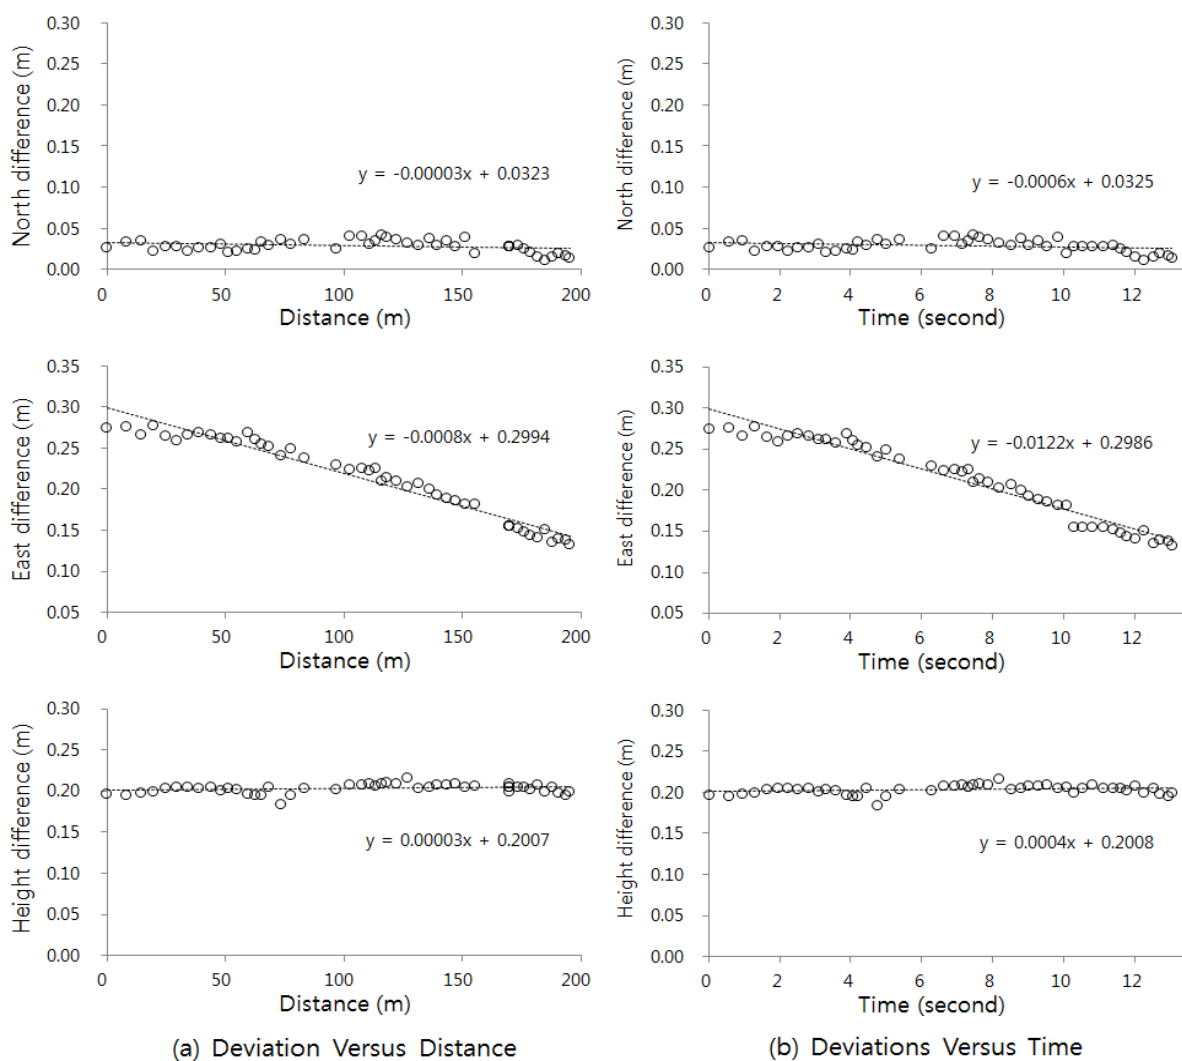 North difference (m)
0.30
0.25
0.20
0.15
0.10
0.05
0.00
y = -0.00003x + 0.0323
0 50 100 150 200
Distance (m)
North difference (m)
0.30
0.25
0.20
0.15
0.10
0.05
0.00
y = -0.0006x + 0.0325
0 2 4 6 8 10 12
Time (second)
East difference (m)
0.35
0.30
0.25
0.20
0.15
0.10
0.05
y = -0.0008x + 0.2994
0 50 100 150 200
Distance (m)
East difference (m)
0.35
0.30
0.25
0.20
0.15
0.10
0.05
y = -0.0122x + 0.2986
0 2 4 6 8 10 12
Time (second)
Height difference (m)
0.30
0.25
0.20
0.15
0.10
0.05
0.00
y = 0.00003x + 0.2007
0 50 100 150 200
Distance (m)
Height difference (m)
0.30
0.25
0.20
0.15
0.10
0.05
0.00
y = 0.0004x + 0.2008
0 2 4 6 8 10 12
Time (second)
(a) Deviation Versus Distance
(b) Deviations Versus Time